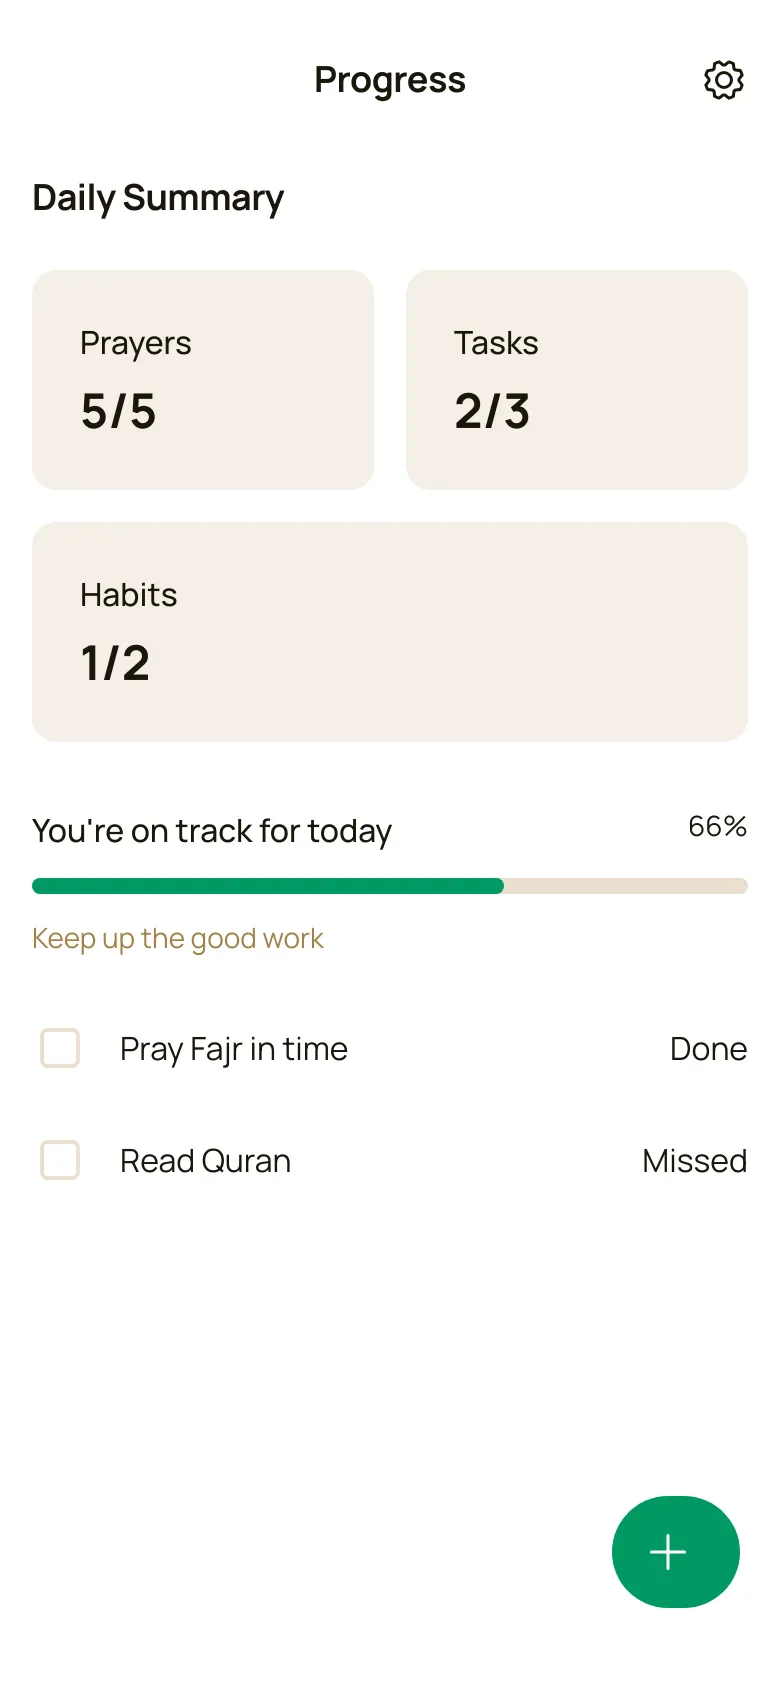 Progress
Daily Summary
Prayers
5/5
Tasks
2/3
Habits
1/2
You're on track for today
66%
Keep up the good work
Pray Fajr in time
Done
Read Quran
Missed